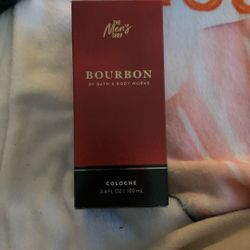 THE
Men's
SHOP
BOURBON
BY BATH & BODY WORKS
COLOGNE
3.4 FL OZ / 100 mL